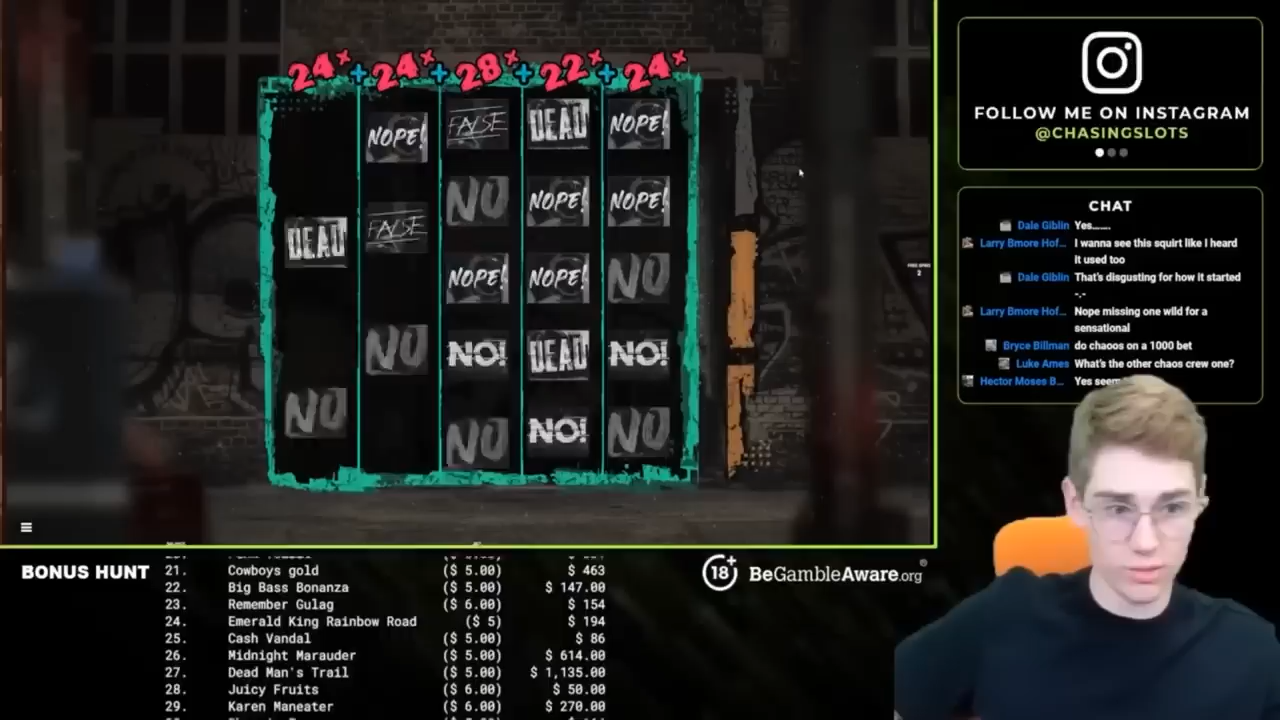 24x+24x+28x+22x+24x
NOPE! FALSE DEAD NOPE!
NO NOPE! NOPE!
DEAD FALSE
NOPE! NOPE! NO
NO NO! DEAD NO!
NO NO NO! NO
FOLLOW ME ON INSTAGRAM
@CHASINGSLOTS
CHAT
Dale Giblin Yes.......
Larry Bmore Hof... I wanna see this squirt like I heard
it used too
Dale Giblin That's disgusting for how it started
-.-
Larry Bmore Hof... Nope missing one wild for a
sensational
Bryce Billman do chaoos on a 1000 bet
Luke Ames What's the other chaos crew one?
Hector Moses B... Yes seem
BONUS HUNT
21. Cowboys gold ($ 5.00) $ 463
22. Big Bass Bonanza ($ 5.00) $ 147.00
23. Remember Gulag ($ 6.00) $ 154
24. Emerald King Rainbow Road ($ 5) $ 194
25. Cash Vandal ($ 5.00) $ 86
26. Midnight Marauder ($ 5.00) $ 614.00
27. Dead Man's Trail ($ 5.00) $ 1,135.00
28. Juicy Fruits ($ 6.00) $ 50.00
29. Karen Maneater ($ 6.00) $ 270.00
18+ BeGambleAware.org®